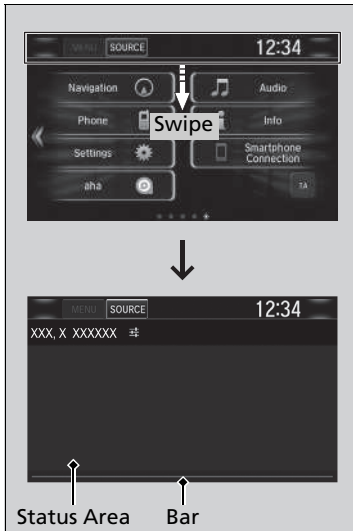 MENU SOURCE 12:34
Navigation Audio
Phone Info
Swipe
Settings Smartphone
Connection
aha TA
MENU SOURCE 12:34
XXX, X XXXXXX
Status Area Bar